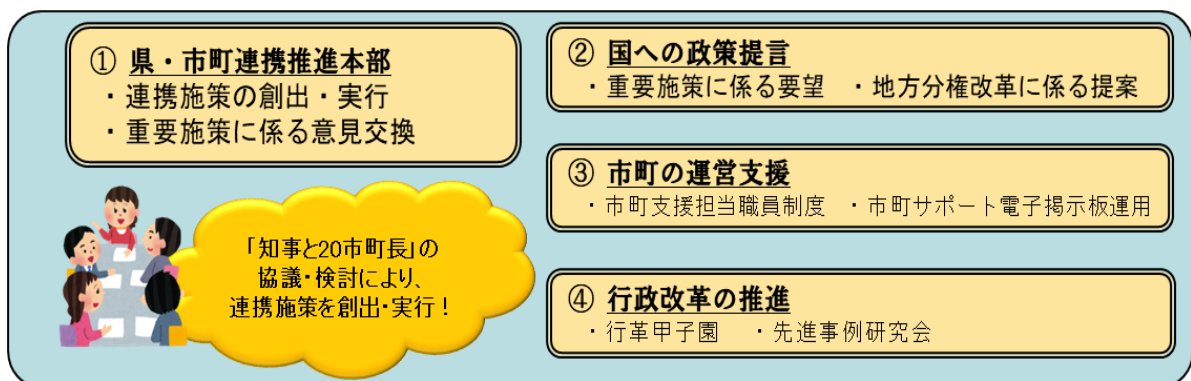 ① 県・市町連携推進本部
・連携施策の創出・実行
・重要施策に係る意見交換
「知事と20市町長」の
協議・検討により、
連携施策を創出・実行!
② 国への政策提言
・重要施策に係る要望 ・地方分権改革に係る提案
③ 市町の運営支援
・市町支援担当職員制度 ・市町サポート電子掲示板運用
④ 行政改革の推進
・行革甲子園 ・先進事例研究会